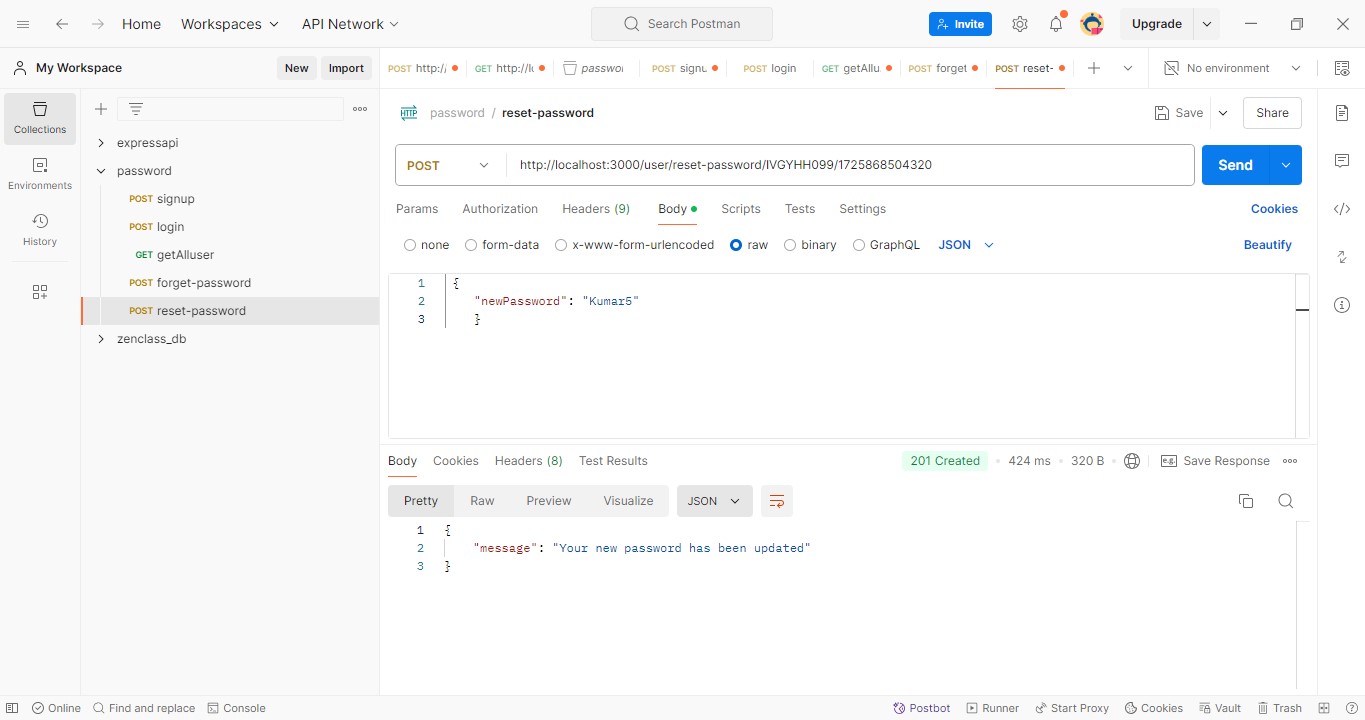 Home Workspaces API Network Search Postman Invite Upgrade
My Workspace New Import POST http:/ GET http://l POST signu POST login GET getAllu POST forget POST reset- No environment
Collections
Environments
History
expressapi
password
POST signup
POST login
GET getAlluser
POST forget-password
POST reset-password
zenclass_db
HTTP password / reset-password Save Share
POST http://localhost:3000/user/reset-password/IVGYHH099/1725868504320 Send
Params Authorization Headers (9) Body Scripts Tests Settings Cookies
none form-data x-www-form-urlencoded raw binary GraphQL JSON Beautify
1 {
2 "newPassword": "Kumar5"
3 }
Body Cookies Headers (8) Test Results 201 Created 424 ms 320 B e.g. Save Response
Pretty Raw Preview Visualize JSON
1 {
2 "message": "Your new password has been updated"
3 }
Online Find and replace Console Postbot Runner Start Proxy Cookies Vault Trash